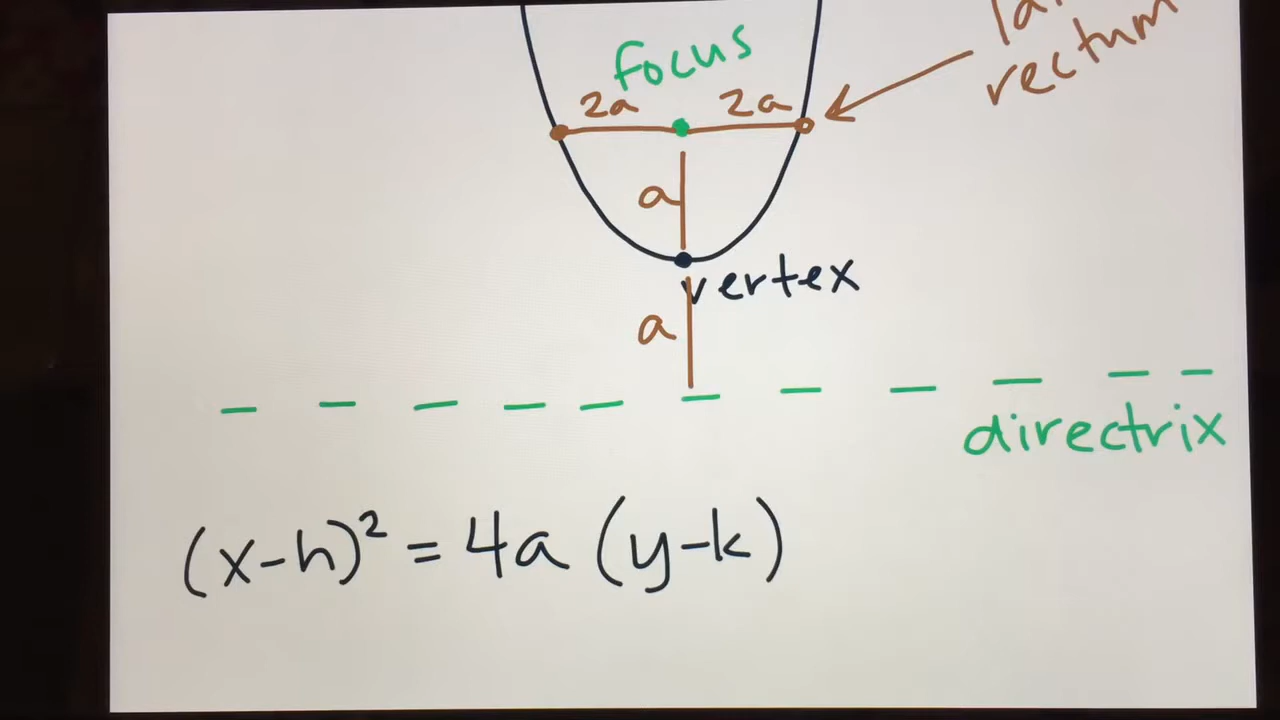 focus
2a 2a
rectum
a
vertex
a
directrix
(x-h)² = 4a (y-k)